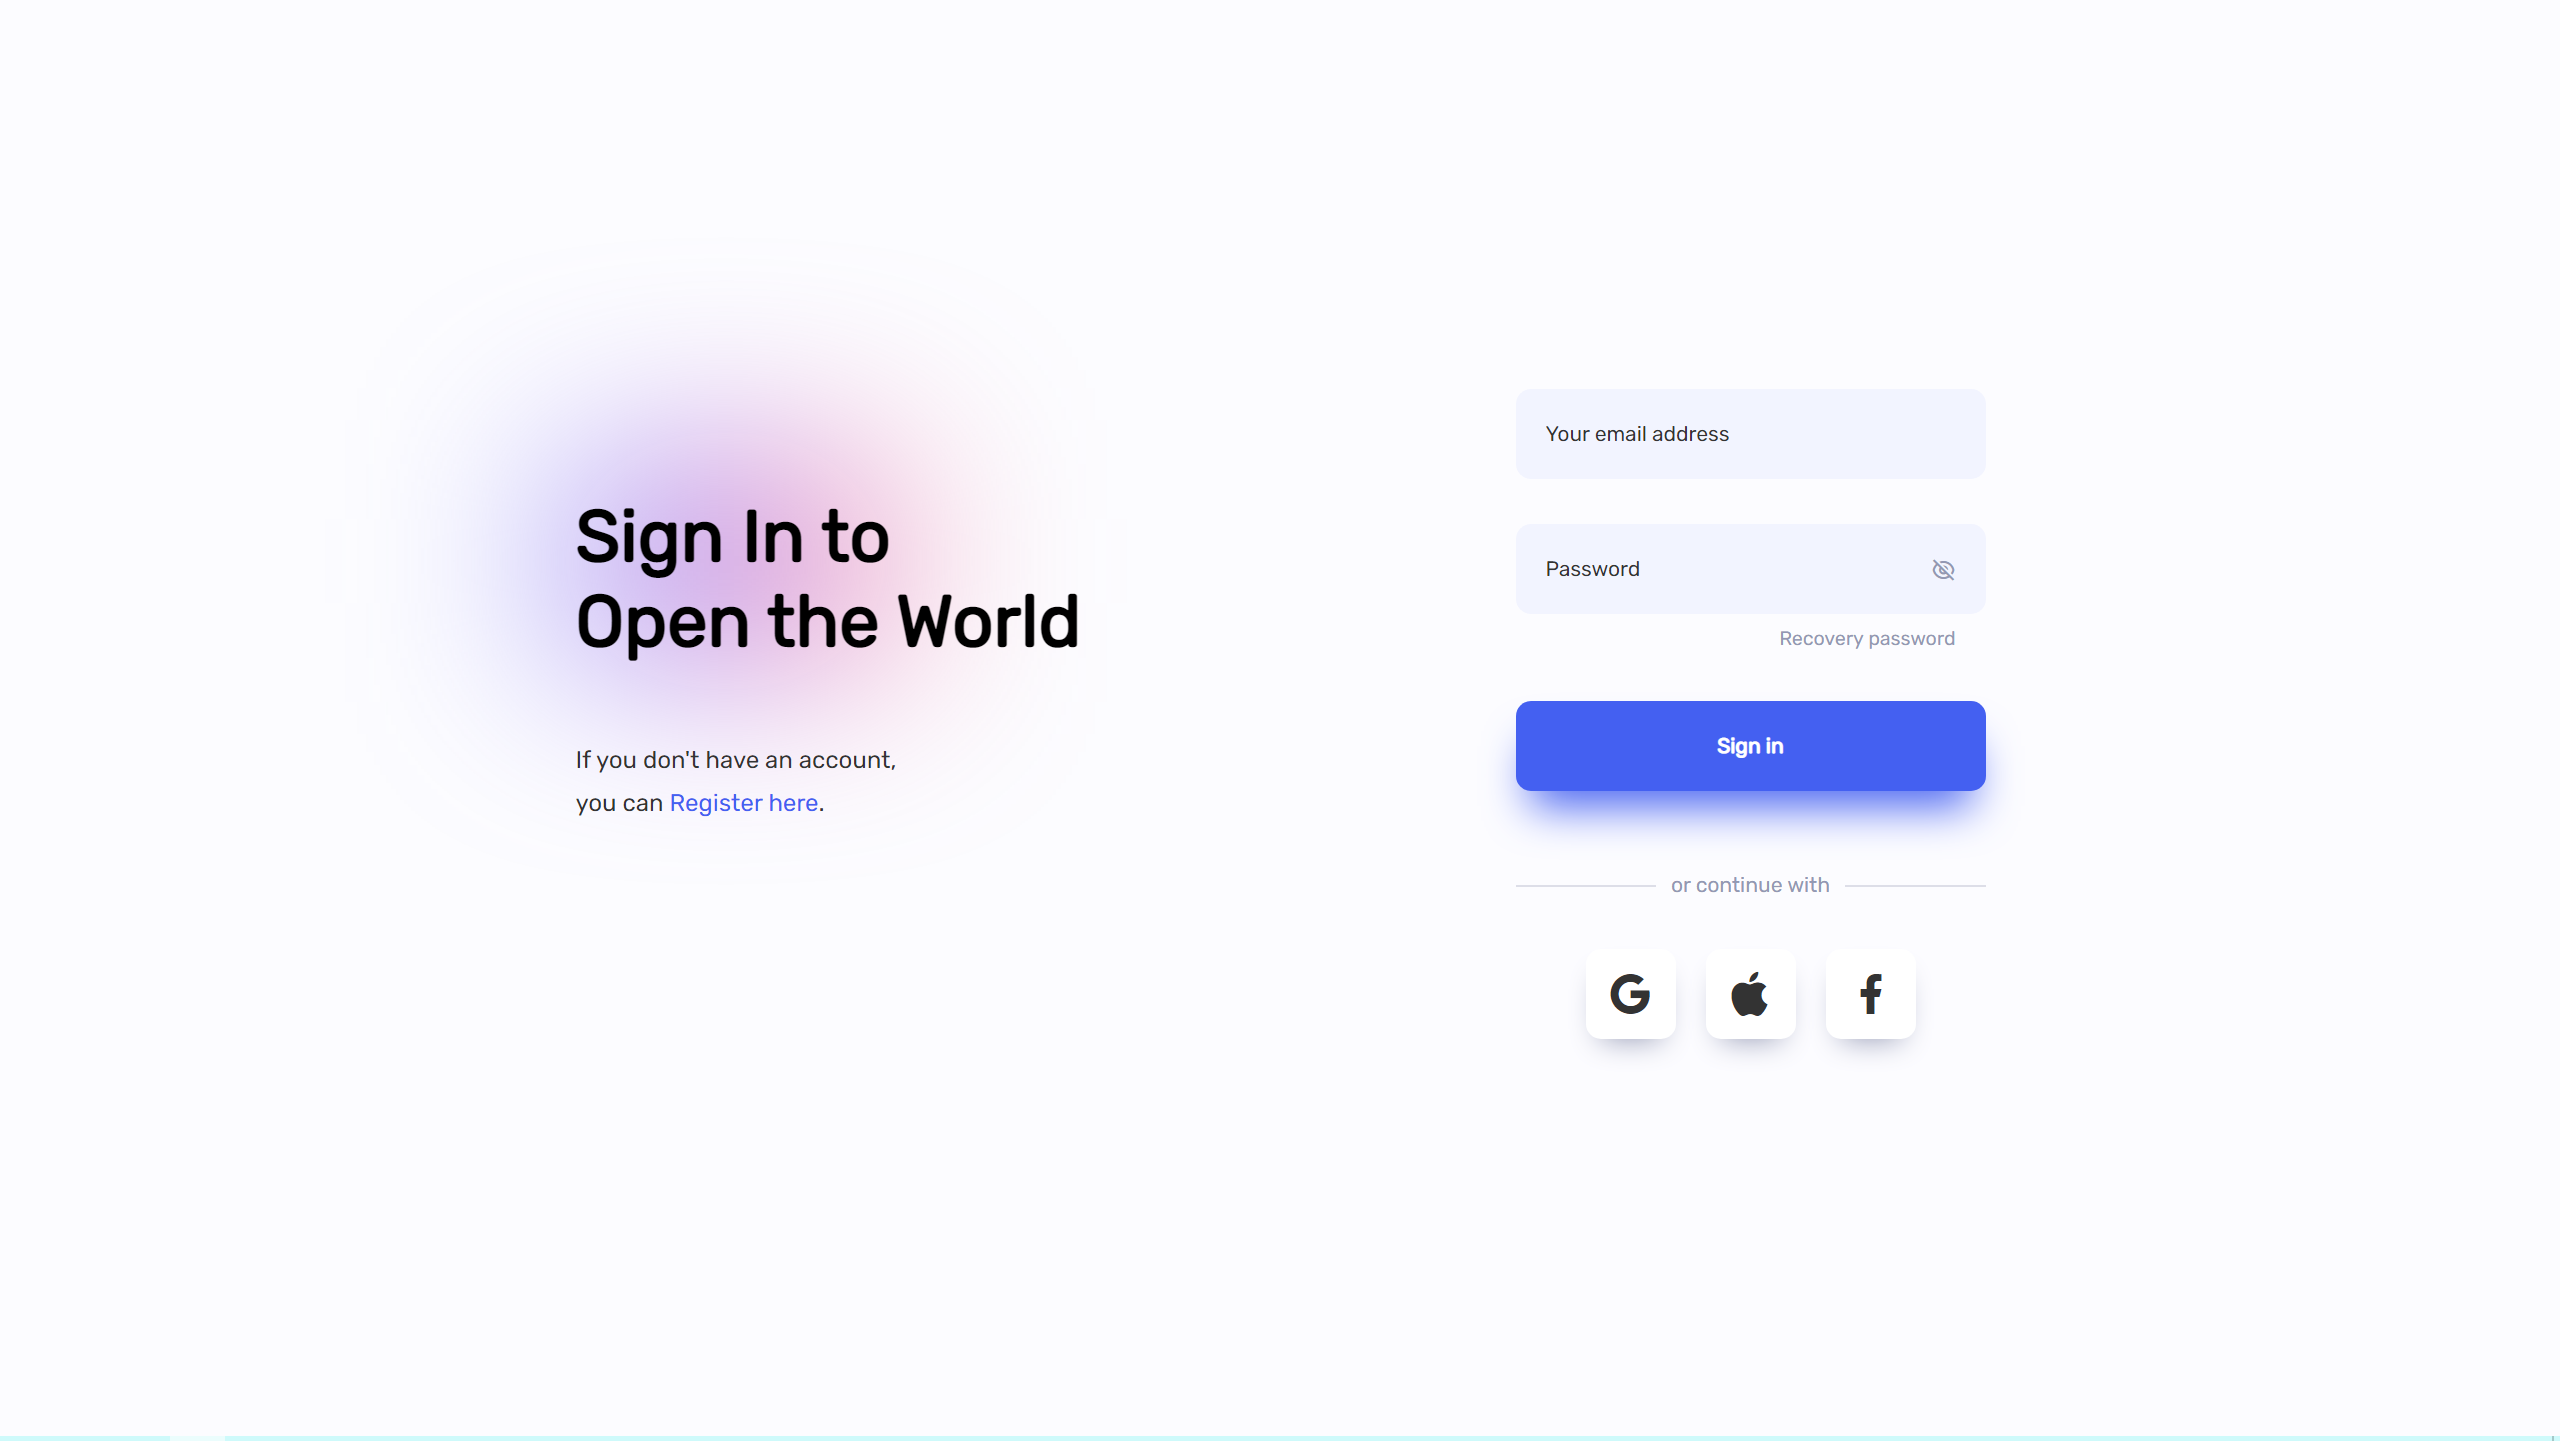 Sign In to
Open the World
If you don't have an account,
you can Register here.
Your email address
Password
Recovery password
Sign in
or continue with